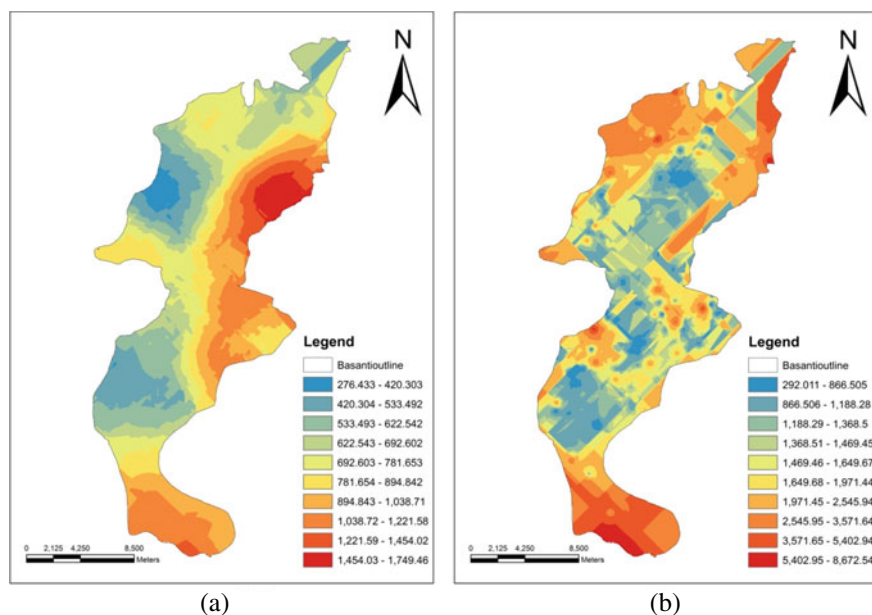 N
Legend
Basantioutline
276.433 - 420.303
420.304 - 533.492
533.493 - 622.542
622.543 - 692.602
692.603 - 781.653
781.654 - 894.842
894.843 - 1,038.71
1,038.72 - 1,221.58
1,221.59 - 1,454.02
1,454.03 - 1,749.46
0 2,125 4,250 8,500
Meters
(a)
N
Legend
Basantioutline
292.011 - 866.505
866.506 - 1,188.28
1,188.29 - 1,368.5
1,368.51 - 1,469.45
1,469.46 - 1,649.67
1,649.68 - 1,971.44
1,971.45 - 2,545.94
2,545.95 - 3,571.64
3,571.65 - 5,402.94
5,402.95 - 8,672.54
0 2,125 4,250 8,500
Meters
(b)